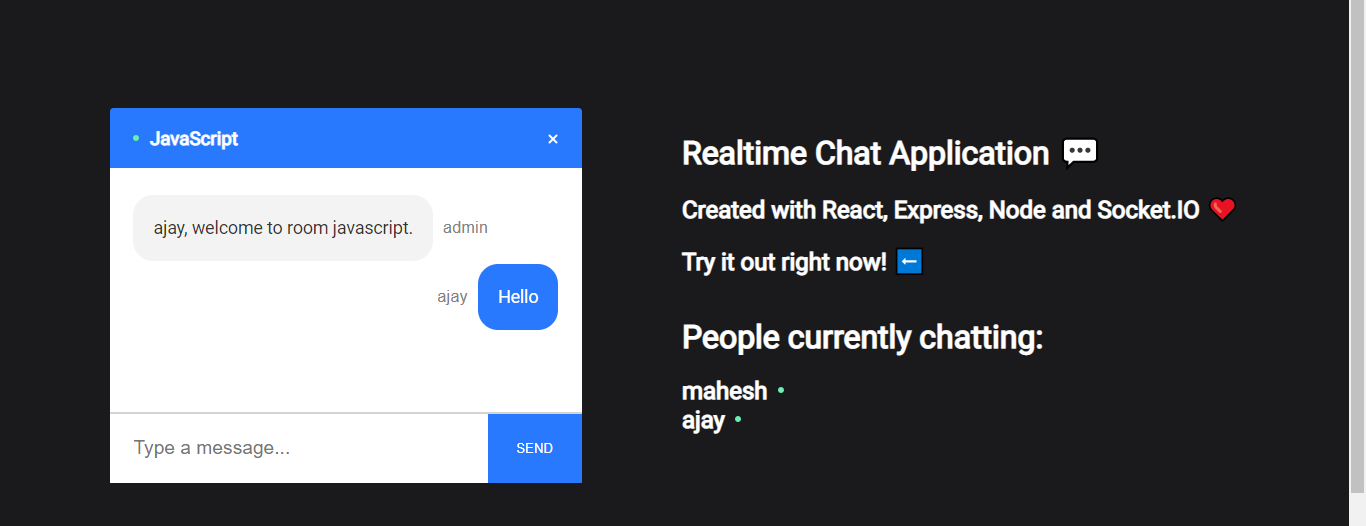 JavaScript
ajay, welcome to room javascript. admin
ajay Hello
Type a message...
SEND
Realtime Chat Application 💬
Created with React, Express, Node and Socket.IO ❤️
Try it out right now! ⬅️
People currently chatting:
mahesh
ajay